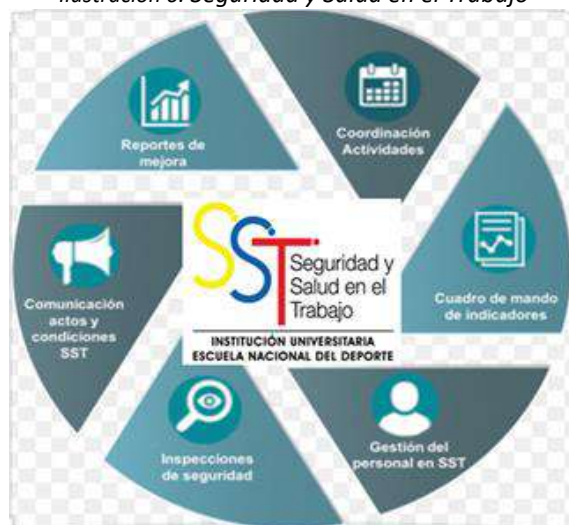 Ilustración 6. Seguridad y Salud en el Trabajo
Reportes de
mejora
Coordinación
Actividades
Cuadro de mando
de indicadores
Gestión del
personal en SST
Inspecciones
de seguridad
Comunicación
actos y
condiciones
SST
SST
Seguridad y
Salud en el
Trabajo
INSTITUCIÓN UNIVERSITARIA
ESCUELA NACIONAL DEL DEPORTE